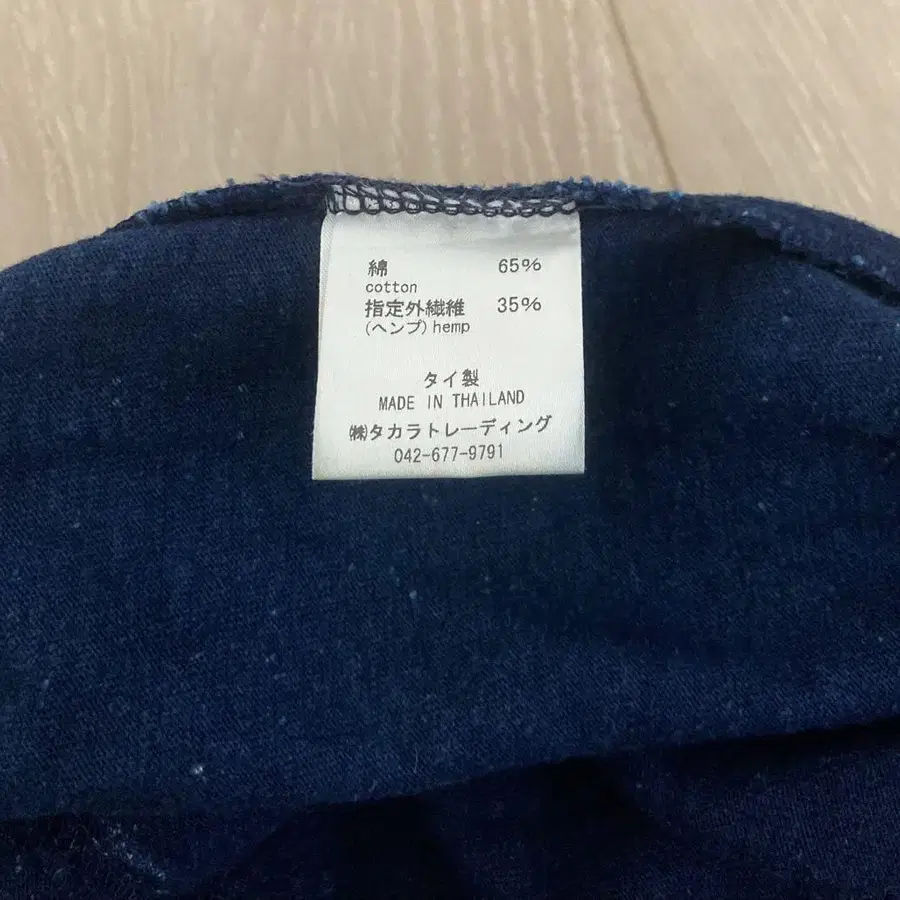 綿 65%
cotton
指定外繊維 35%
(ヘンプ)hemp
タイ製
MADE IN THAILAND
㈱タカラトレーディング
042-677-9791